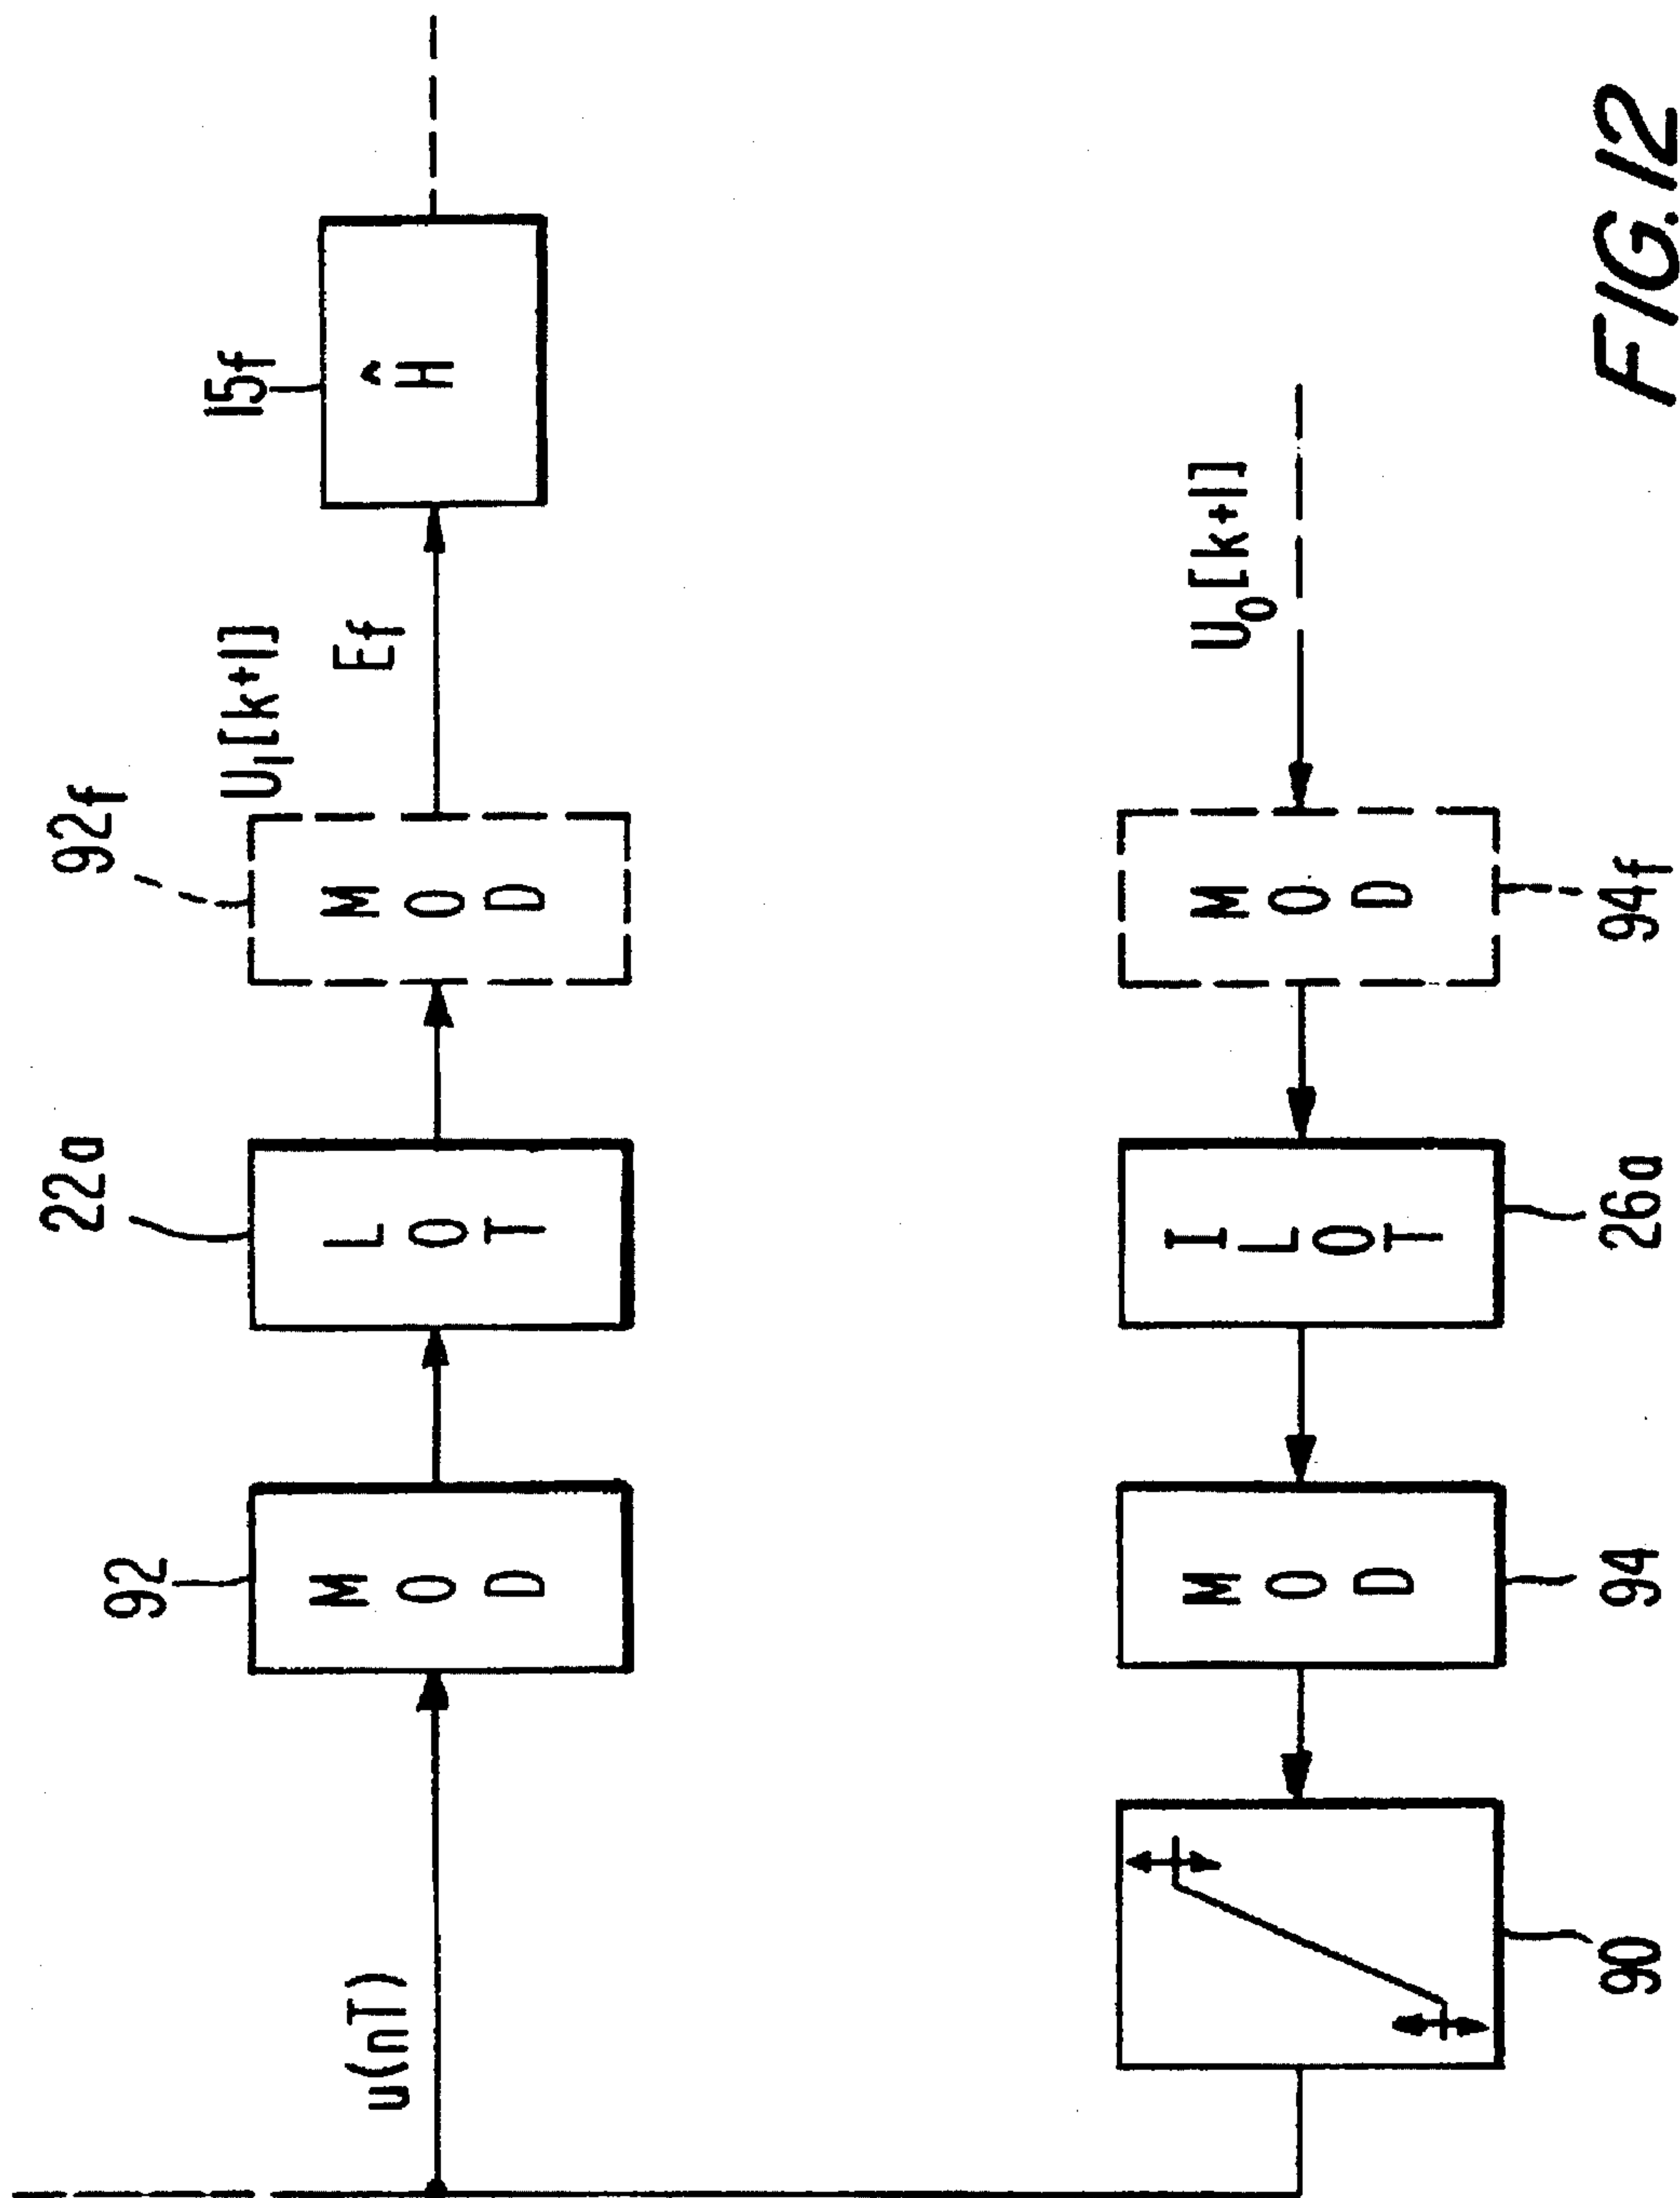 u(nT)
92
MOD
22a
LOT
92f
MOD
U₁[k+1]
Ef
15f
Ĥ
90
94
MOD
26a
ILOT
94f
MOD
U₀[k+1]
FIG.12